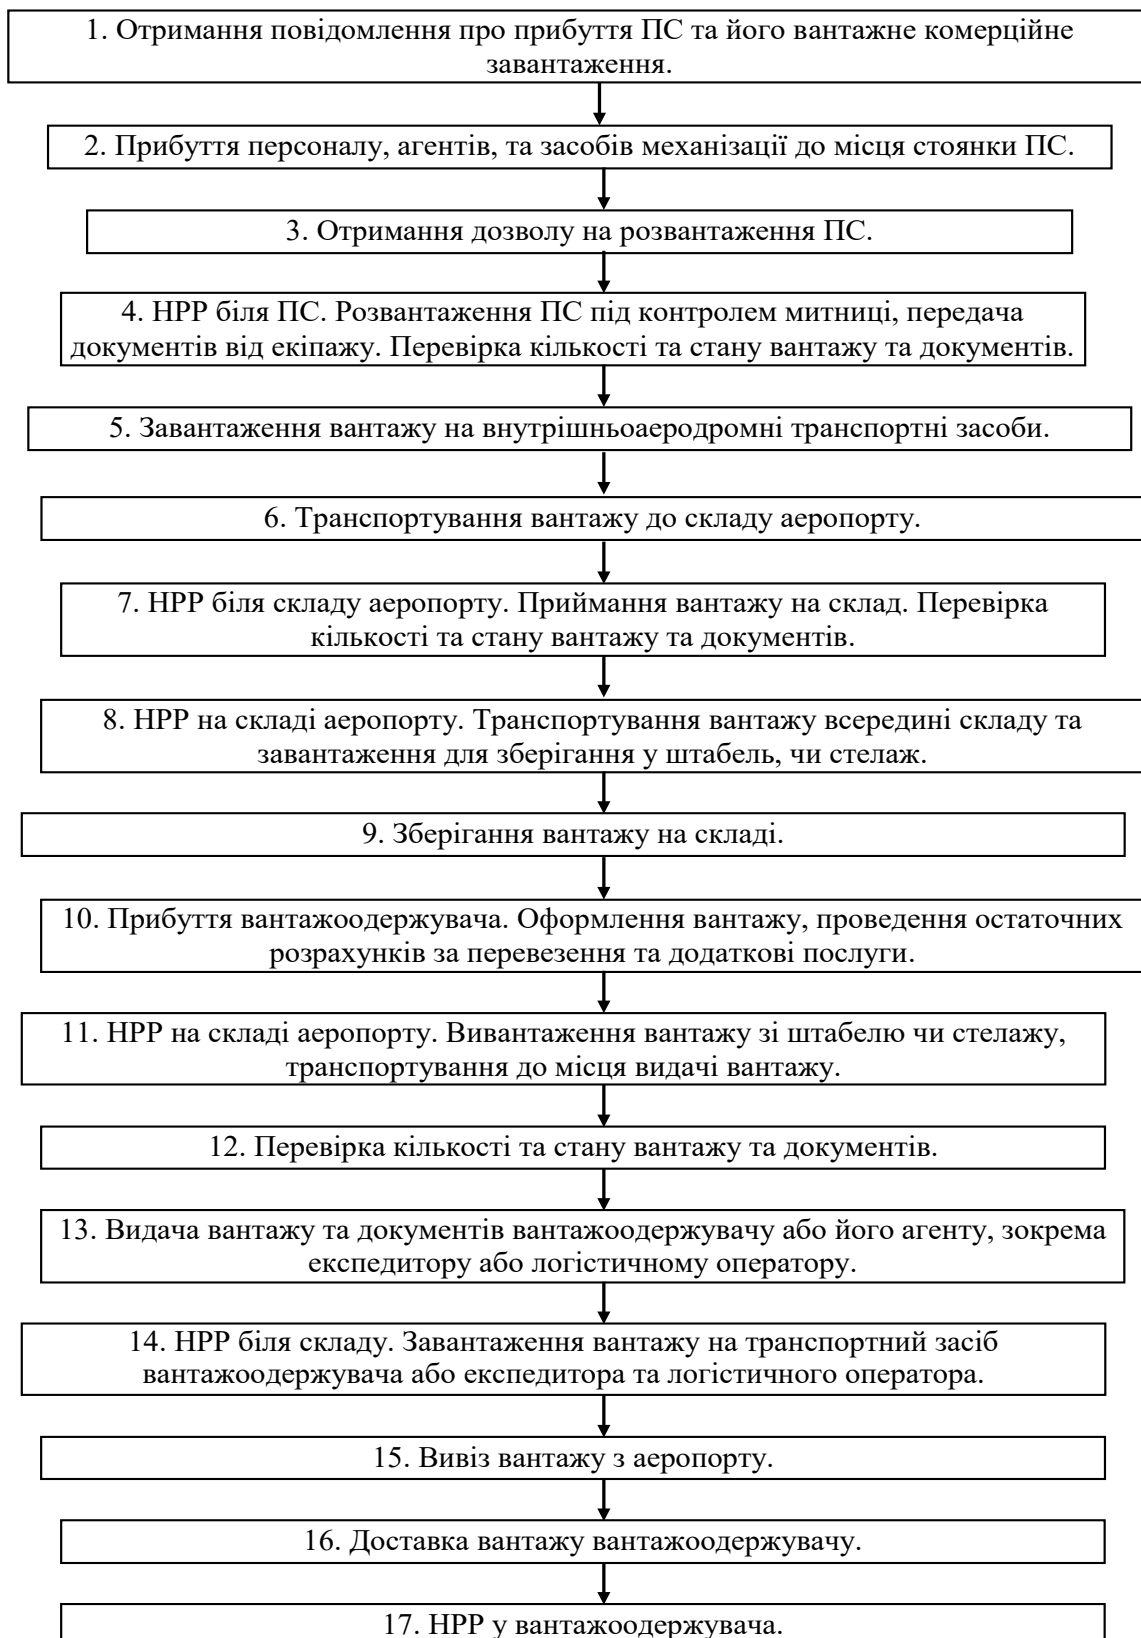 1. Отримання повідомлення про прибуття ПС та його вантажне комерційне
завантаження.
2. Прибуття персоналу, агентів, та засобів механізації до місця стоянки ПС.
3. Отримання дозволу на розвантаження ПС.
4. НРР біля ПС. Розвантаження ПС під контролем митниці, передача
документів від екіпажу. Перевірка кількості та стану вантажу та документів.
5. Завантаження вантажу на внутрішньоаеродромні транспортні засоби.
6. Транспортування вантажу до складу аеропорту.
7. НРР біля складу аеропорту. Приймання вантажу на склад. Перевірка
кількості та стану вантажу та документів.
8. НРР на складі аеропорту. Транспортування вантажу всередині складу та
завантаження для зберігання у штабель, чи стелаж.
9. Зберігання вантажу на складі.
10. Прибуття вантажоодержувача. Оформлення вантажу, проведення остаточних
розрахунків за перевезення та додаткові послуги.
11. НРР на складі аеропорту. Вивантаження вантажу зі штабелю чи стелажу,
транспортування до місця видачі вантажу.
12. Перевірка кількості та стану вантажу та документів.
13. Видача вантажу та документів вантажоодержувачу або його агенту, зокрема
експедитору або логістичному оператору.
14. НРР біля складу. Завантаження вантажу на транспортний засіб
вантажоодержувача або експедитора та логістичного оператора.
15. Вивіз вантажу з аеропорту.
16. Доставка вантажу вантажоодержувачу.
17. НРР у вантажоодержувача.